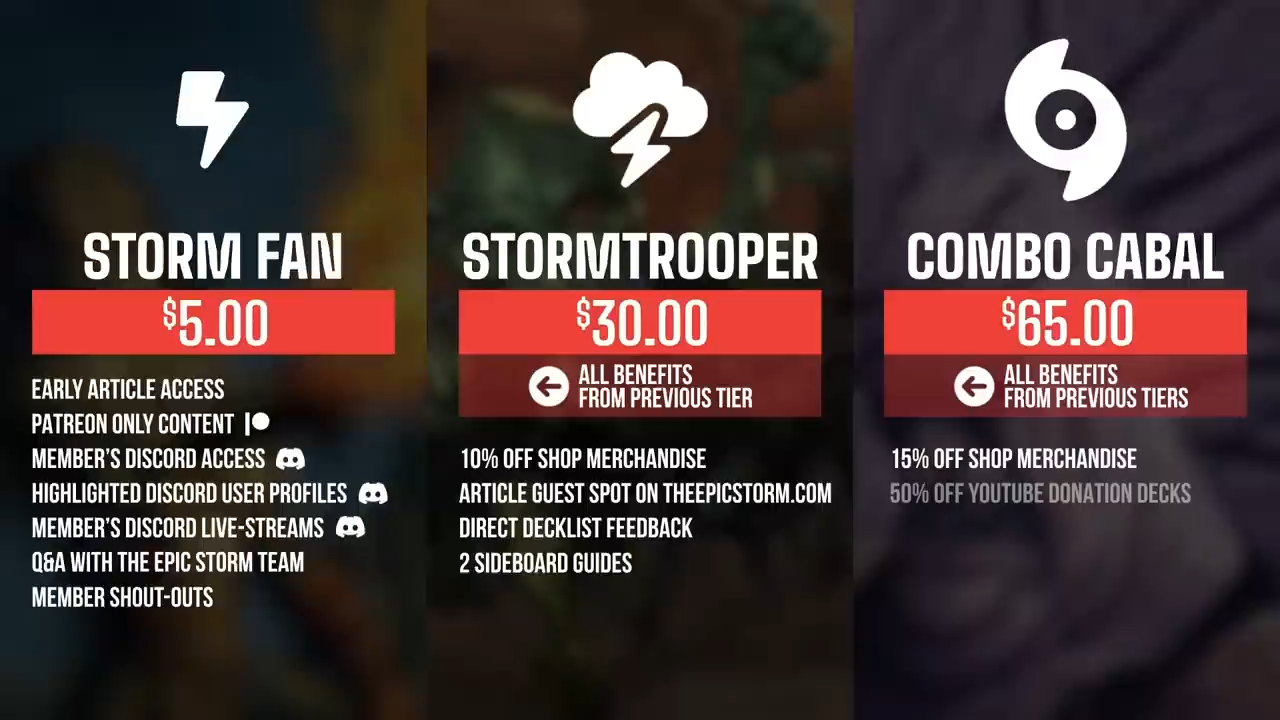 STORM FAN
$5.00
EARLY ARTICLE ACCESS
PATREON ONLY CONTENT
MEMBER'S DISCORD ACCESS
HIGHLIGHTED DISCORD USER PROFILES
MEMBER'S DISCORD LIVE-STREAMS
Q&A WITH THE EPIC STORM TEAM
MEMBER SHOUT-OUTS
STORMTROOPER
$30.00
ALL BENEFITS
FROM PREVIOUS TIER
10% OFF SHOP MERCHANDISE
ARTICLE GUEST SPOT ON THEEPICSTORM.COM
DIRECT DECKLIST FEEDBACK
2 SIDEBOARD GUIDES
COMBO CABAL
$65.00
ALL BENEFITS
FROM PREVIOUS TIERS
15% OFF SHOP MERCHANDISE
50% OFF YOUTUBE DONATION DECKS